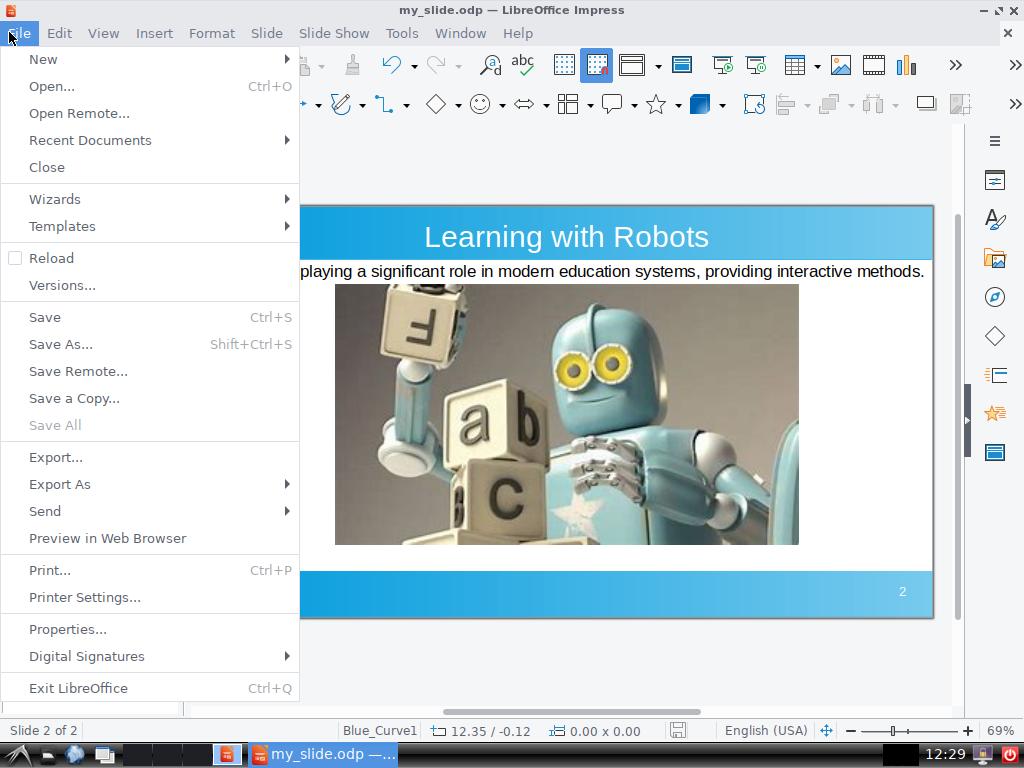 my_slide.odp — LibreOffice Impress
File Edit View Insert Format Slide Slide Show Tools Window Help
New
Open... Ctrl+O
Open Remote...
Recent Documents
Close
Wizards
Templates
Reload
Versions...
Save Ctrl+S
Save As... Shift+Ctrl+S
Save Remote...
Save a Copy...
Save All
Export...
Export As
Send
Preview in Web Browser
Print... Ctrl+P
Printer Settings...
Properties...
Digital Signatures
Exit LibreOffice Ctrl+Q
abc
Learning with Robots
playing a significant role in modern education systems, providing interactive methods.
F
a b
B C
2
Slide 2 of 2 Blue_Curve1 12.35 / -0.12 0.00 x 0.00 English (USA) 69%
my_slide.odp —... 12:29